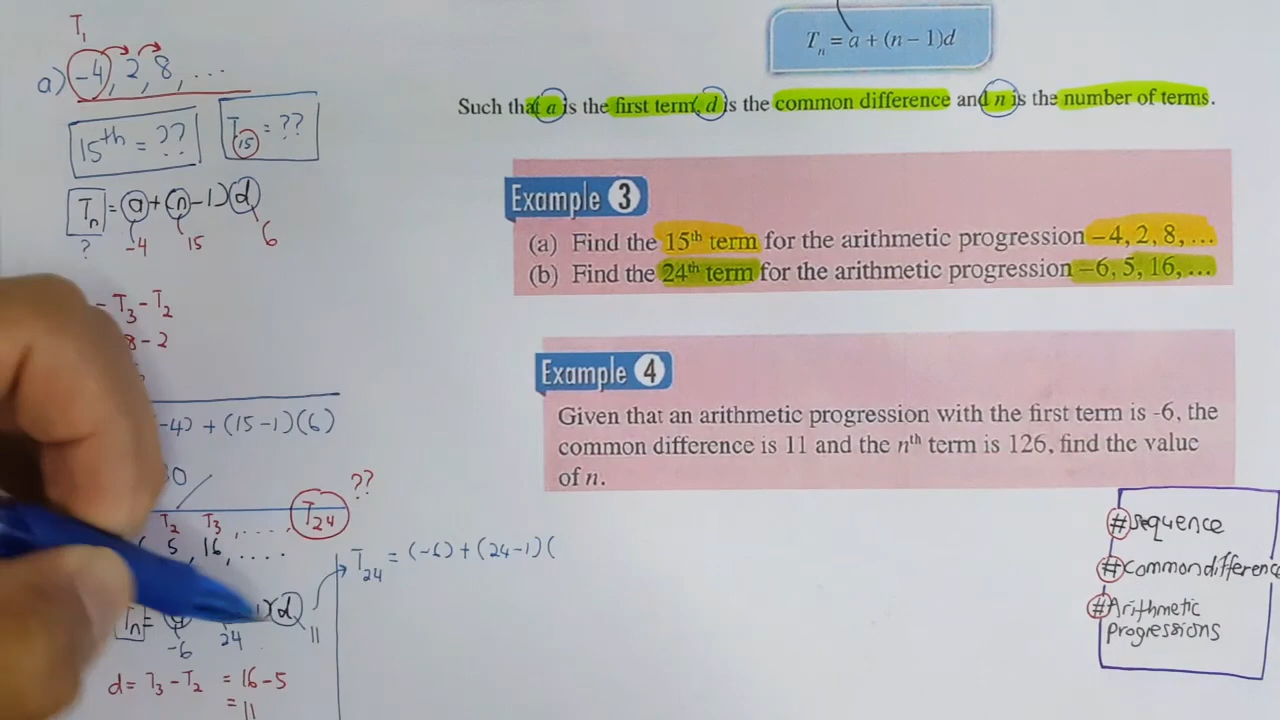 T1
a) -4, 2, 8, ...
15th = ??
T15 = ??
Tn = a + (n - 1)(d)
? -4 15 6
- T3 - T2
8 - 2
-4) + (15-1)(6)
80
T2 T3 .... T24 ??
5, 16, ....
Tn = d
-6 24 11
d = T3 - T2 = 16 - 5
= 11
T24 = (-6) + (24-1)(
Tn = a + (n − 1)d
Such that a is the first term, d is the common difference and n is the number of terms.
Example 3
(a) Find the 15th term for the arithmetic progression −4, 2, 8, ...
(b) Find the 24th term for the arithmetic progression −6, 5, 16, ...
Example 4
Given that an arithmetic progression with the first term is -6, the
common difference is 11 and the nth term is 126, find the value
of n.
#sequence
#commondifference
#Arithmetic
progressions